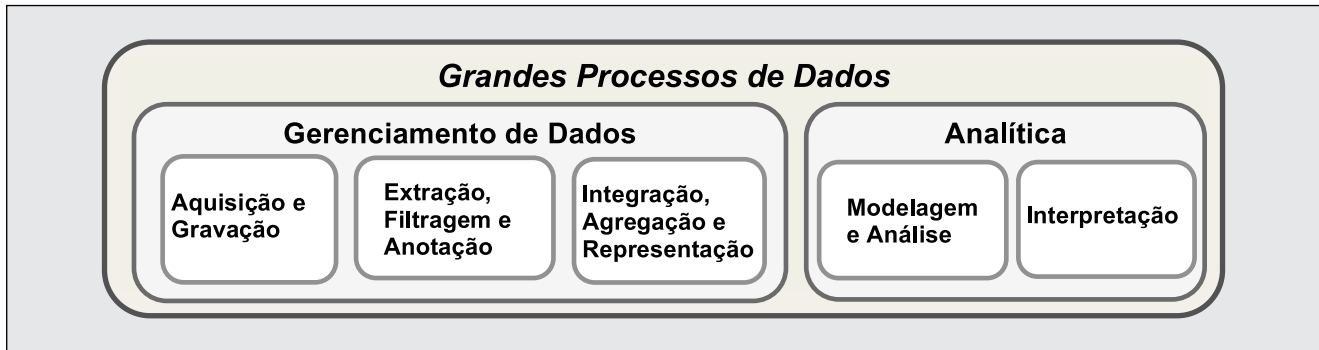 Grandes Processos de Dados
Gerenciamento de Dados
Aquisição e
Gravação
Extração,
Filtragem e
Anotação
Integração,
Agregação e
Representação
Analítica
Modelagem
e Análise
Interpretação